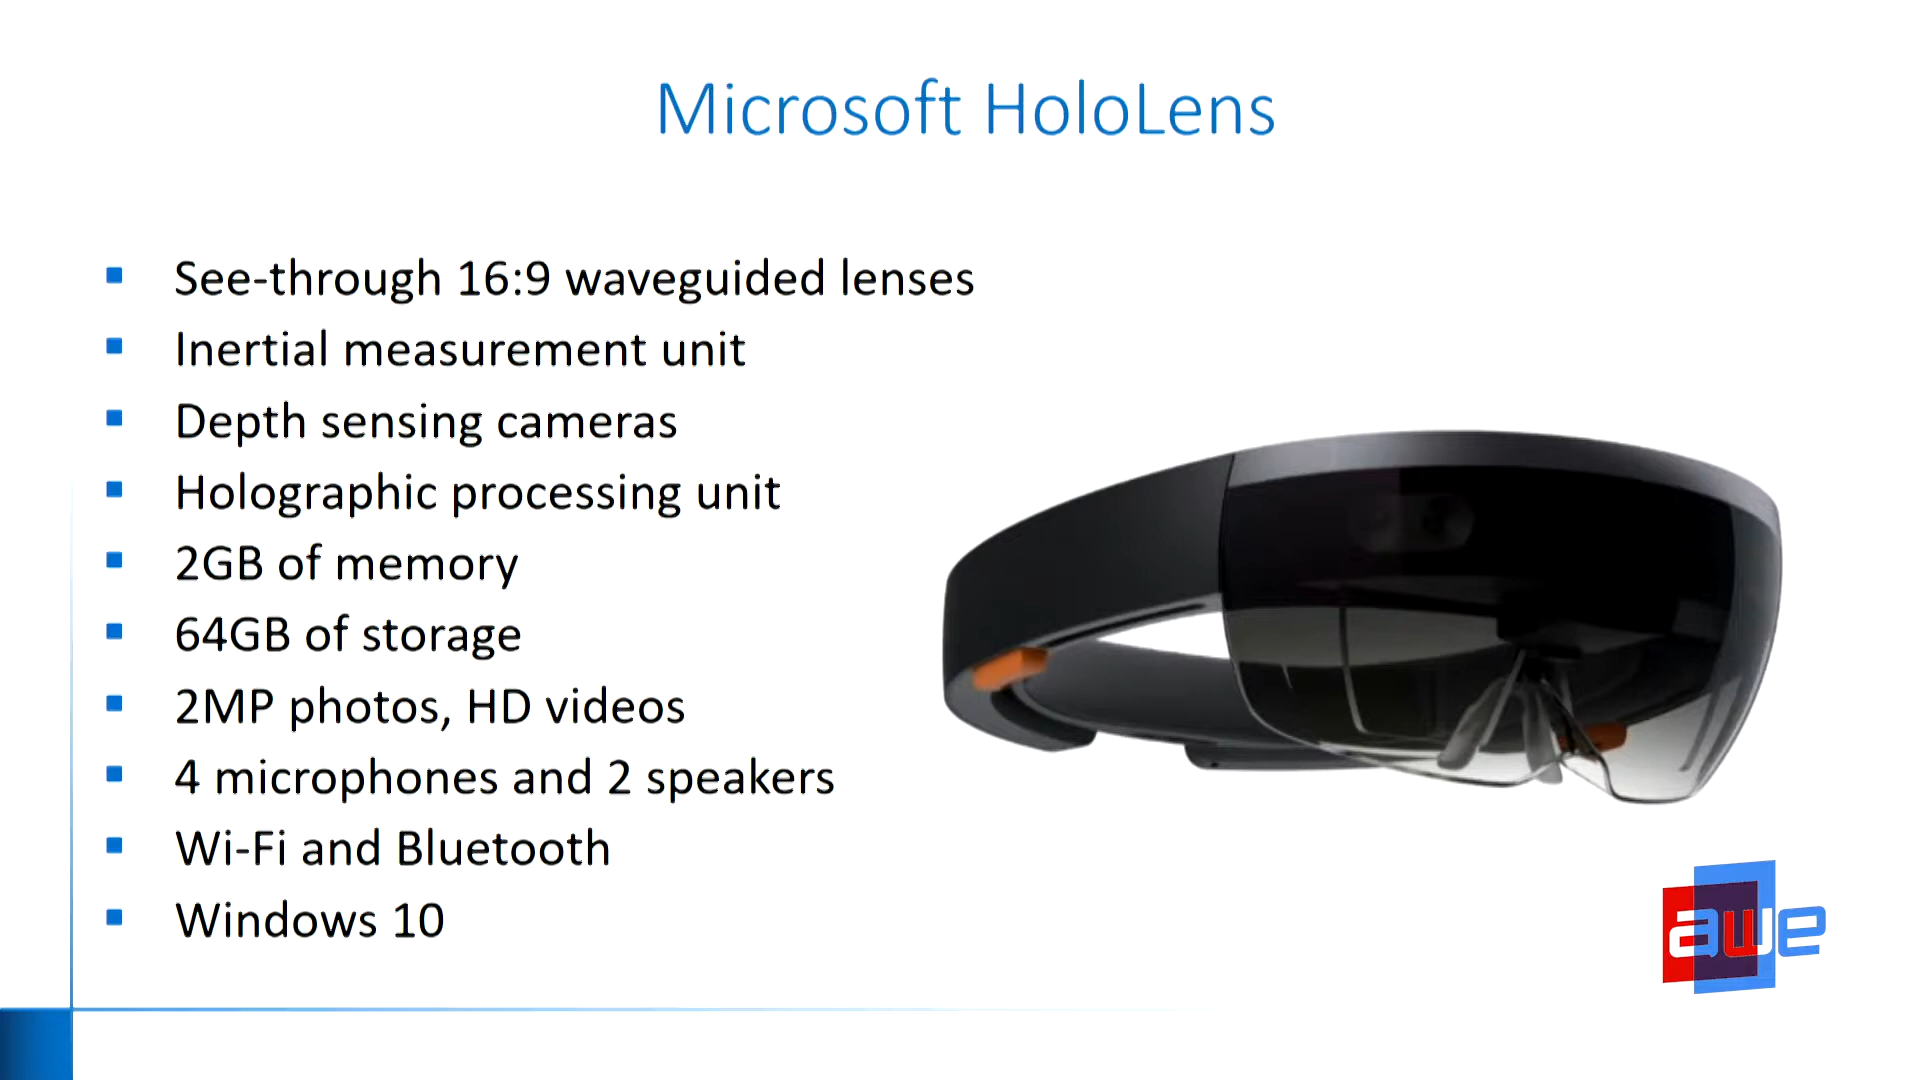 Microsoft HoloLens
See-through 16:9 waveguided lenses
Inertial measurement unit
Depth sensing cameras
Holographic processing unit
2GB of memory
64GB of storage
2MP photos, HD videos
4 microphones and 2 speakers
Wi-Fi and Bluetooth
Windows 10
awe